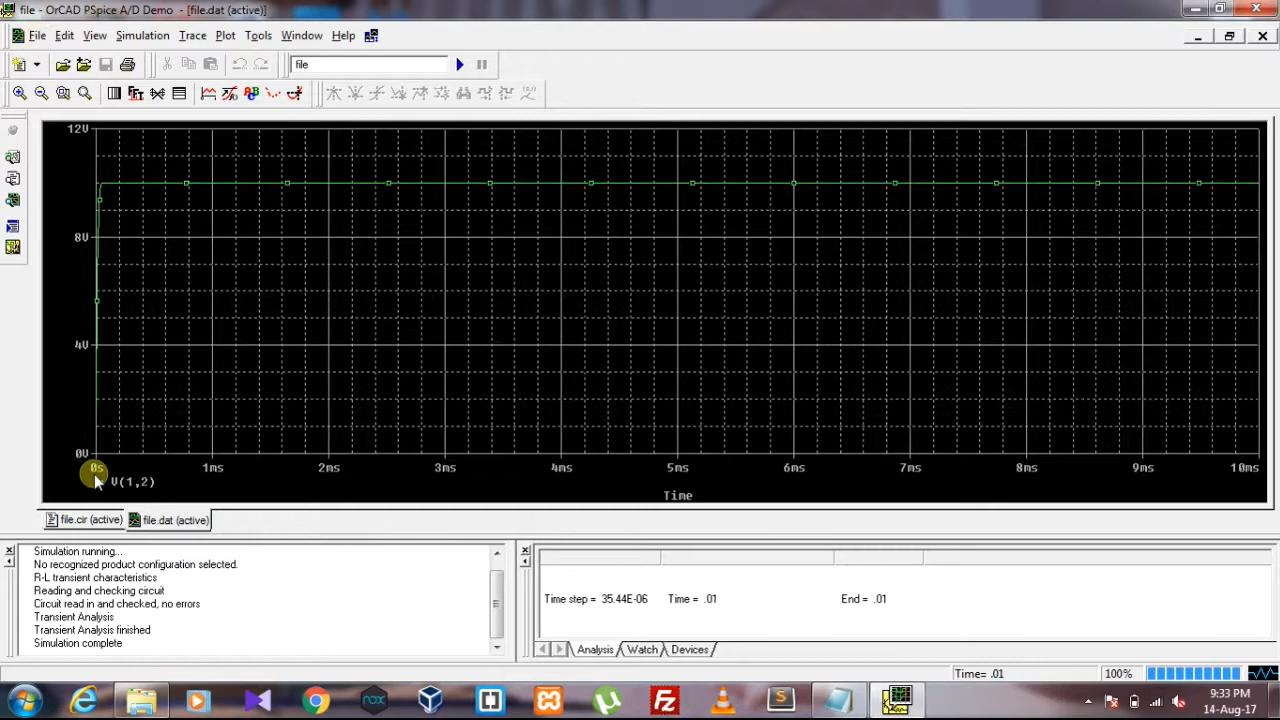 file - OrCAD PSpice A/D Demo - [file.dat (active)]
File Edit View Simulation Trace Plot Tools Window Help
file
12V
8V
4V
0V
0s 1ms 2ms 3ms 4ms 5ms 6ms 7ms 8ms 9ms 10ms
V(1,2)
Time
file.cir (active) file.dat (active)
Simulation running...
No recognized product configuration selected.
R-L transient characteristics
Reading and checking circuit
Circuit read in and checked, no errors
Transient Analysis
Transient Analysis finished
Simulation complete
Time step = 35.44E-06 Time = .01 End = .01
Analysis Watch Devices
Time= .01 100%
nox
S
9:33 PM
14-Aug-17